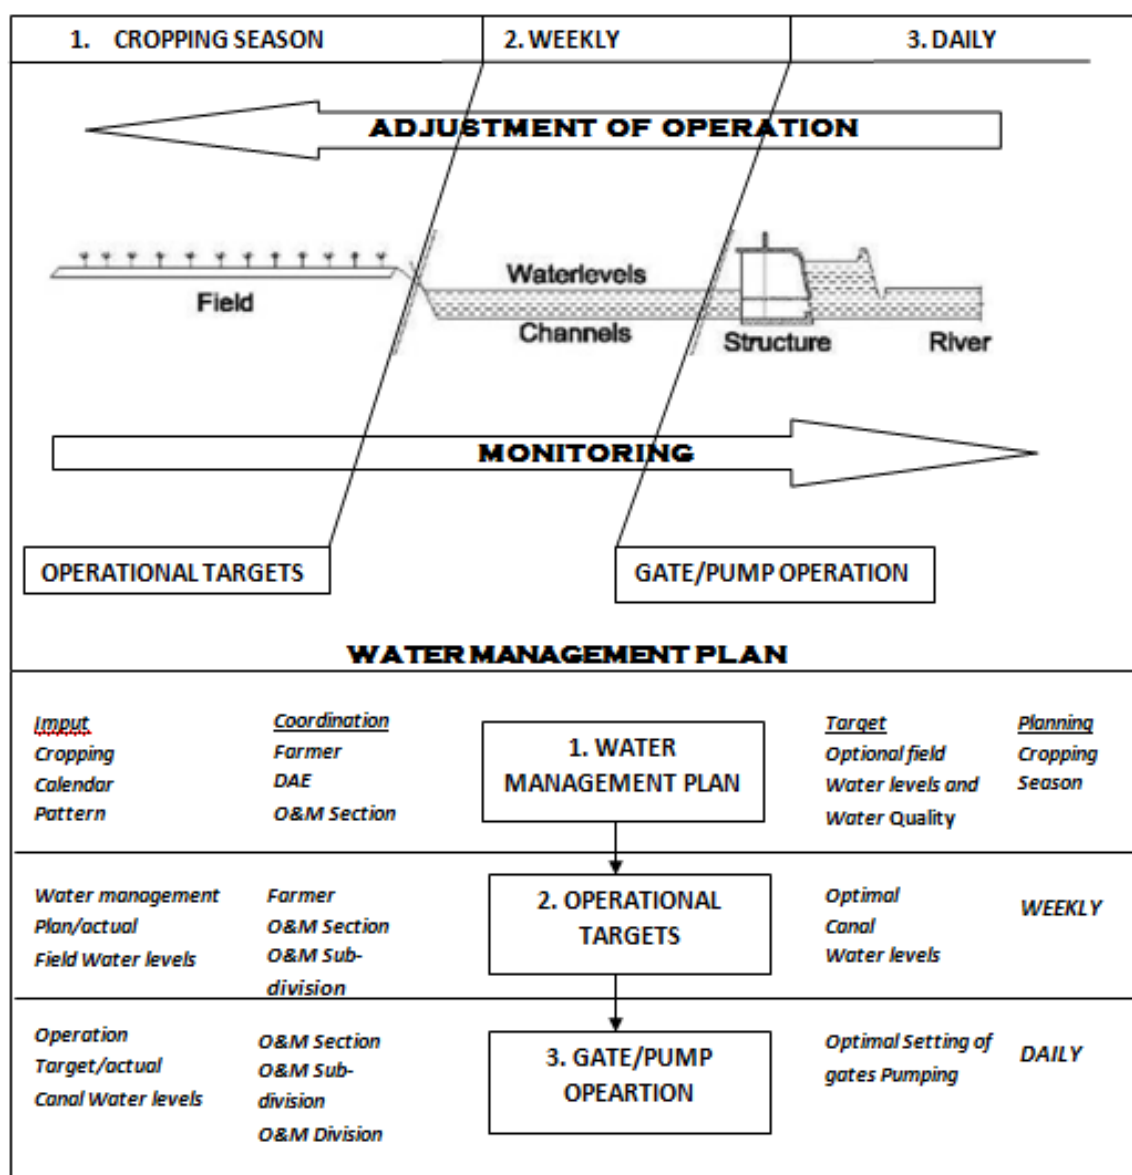 1. CROPPING SEASON
2. WEEKLY
3. DAILY
ADJUSTMENT OF OPERATION
Field
Waterlevels
Channels
Structure
River
MONITORING
OPERATIONAL TARGETS
GATE/PUMP OPERATION
WATER MANAGEMENT PLAN
Imput
Cropping
Calendar
Pattern
Coordination
Farmer
DAE
O&M Section
1. WATER
MANAGEMENT PLAN
Target
Optional field
Water levels and
Water Quality
Planning
Cropping
Season
Water management
Plan/actual
Field Water levels
Farmer
O&M Section
O&M Sub-
division
2. OPERATIONAL
TARGETS
Optimal
Canal
Water levels
WEEKLY
Operation
Target/actual
Canal Water levels
O&M Section
O&M Sub-
division
O&M Division
3. GATE/PUMP
OPEARTION
Optimal Setting of
gates Pumping
DAILY